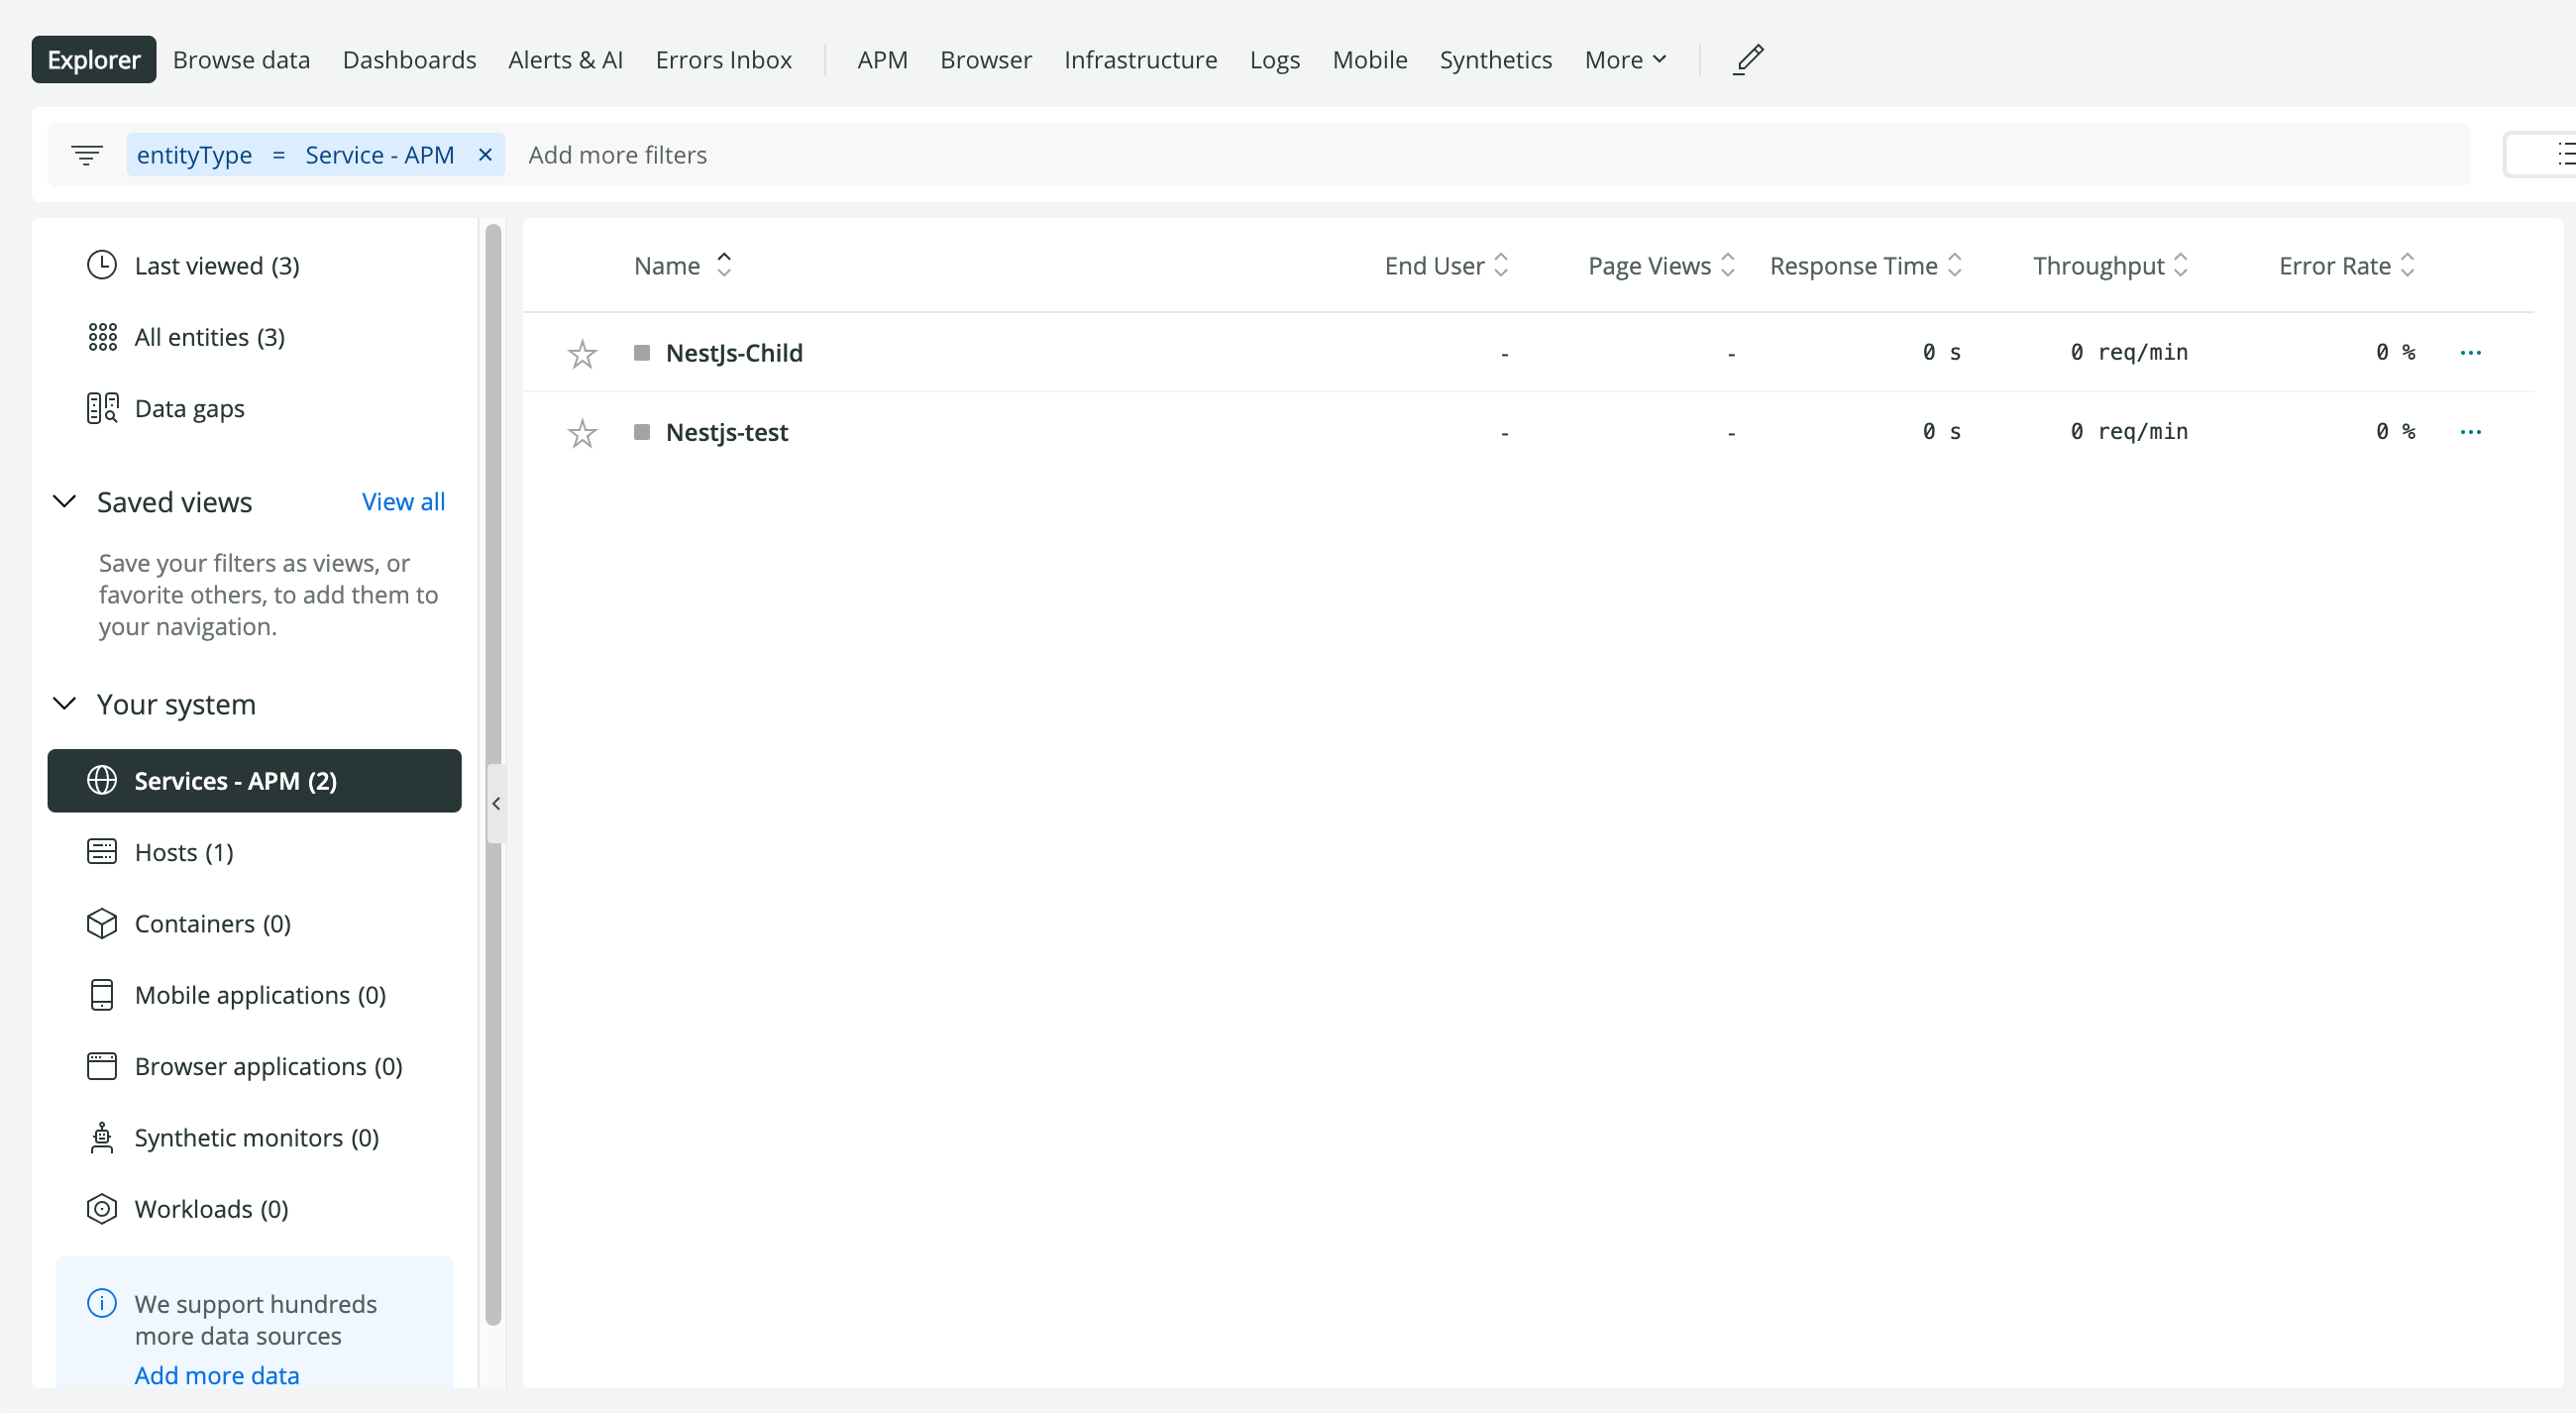 Explorer Browse data Dashboards Alerts & AI Errors Inbox APM Browser Infrastructure Logs Mobile Synthetics More
entityType = Service - APM × Add more filters
Last viewed (3)
All entities (3)
Data gaps
Saved views View all
Save your filters as views, or
favorite others, to add them to
your navigation.
Your system
Services - APM (2)
Hosts (1)
Containers (0)
Mobile applications (0)
Browser applications (0)
Synthetic monitors (0)
Workloads (0)
We support hundreds
more data sources
Add more data
Name End User Page Views Response Time Throughput Error Rate
NestJs-Child - - 0 s 0 req/min 0 % ...
Nestjs-test - - 0 s 0 req/min 0 % ...